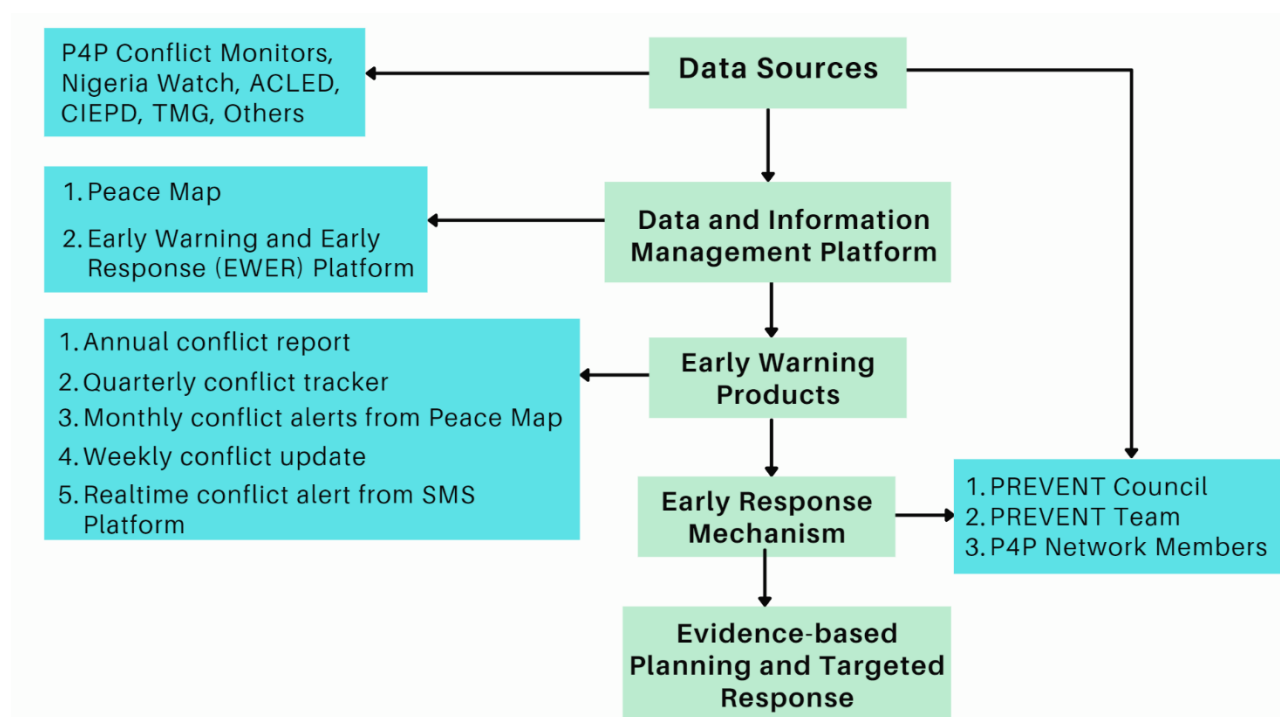 P4P Conflict Monitors,
Nigeria Watch, ACLED,
CIEPD, TMG, Others
Data Sources
1. Peace Map
2. Early Warning and Early
Response (EWER) Platform
Data and Information
Management Platform
1. Annual conflict report
2. Quarterly conflict tracker
3. Monthly conflict alerts from Peace Map
4. Weekly conflict update
5. Realtime conflict alert from SMS
Platform
Early Warning
Products
Early Response
Mechanism
1. PREVENT Council
2. PREVENT Team
3. P4P Network Members
Evidence-based
Planning and Targeted
Response